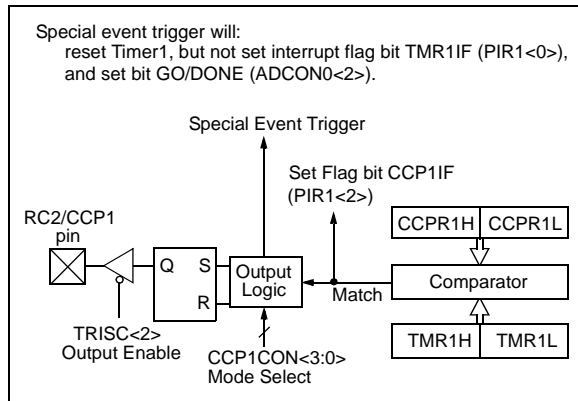 Special event trigger will:
reset Timer1, but not set interrupt flag bit TMR1IF (PIR1<0>),
and set bit GO/DONE (ADCON0<2>).
Special Event Trigger
Set Flag bit CCP1IF
(PIR1<2>)
RC2/CCP1
pin
CCPR1H CCPR1L
Q S
R
Output
Logic
Match
Comparator
TRISC<2>
Output Enable
CCP1CON<3:0>
Mode Select
TMR1H TMR1L